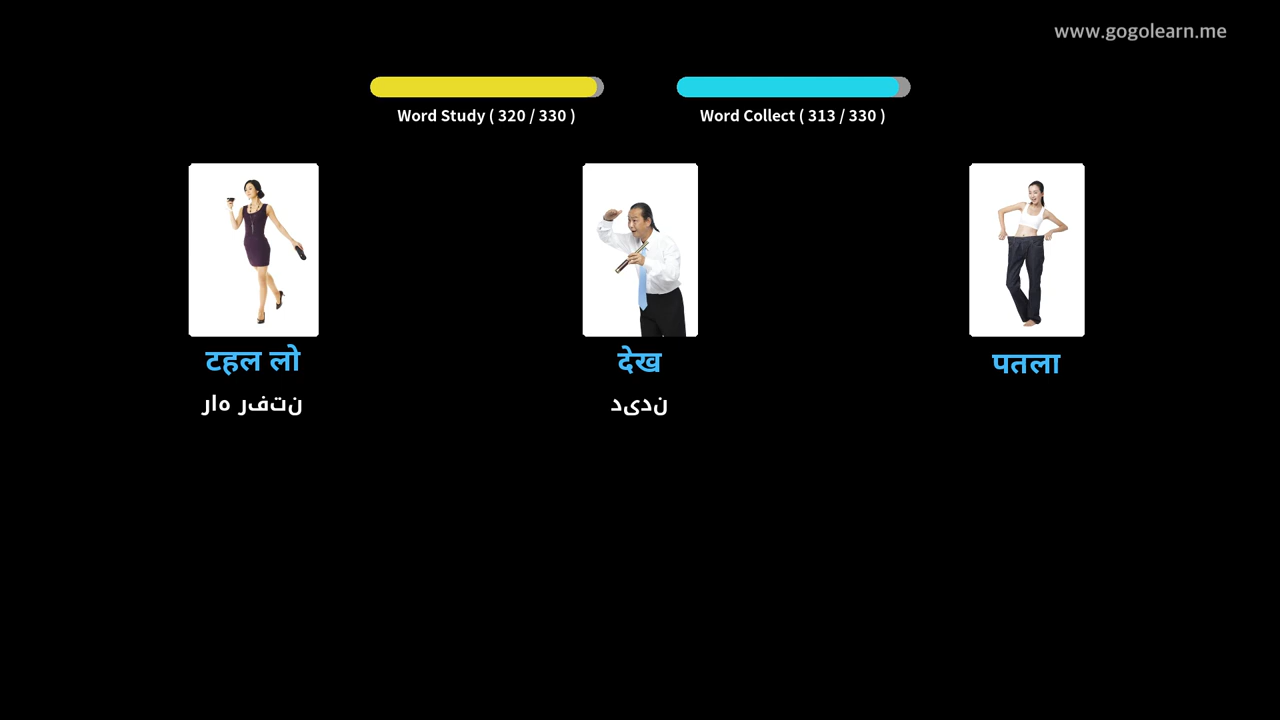 www.gogolearn.me
Word Study ( 320 / 330 )
Word Collect ( 313 / 330 )
टहल लो
देख
पतला
راه رفتن
دیدن